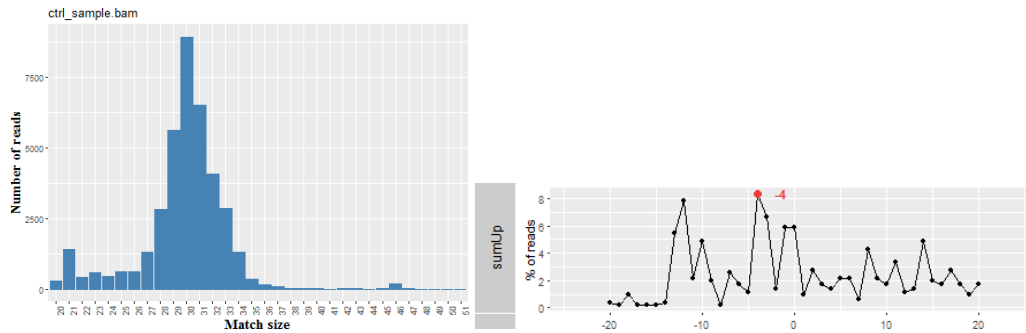 ctrl_sample.bam
Number of reads
7500
5000
2500
0
20 21 22 23 24 25 26 27 28 29 30 31 32 33 34 35 36 37 38 39 40 41 42 43 44 45 46 47 48 49 50 51
Match size
sumUp
% of reads
8
6
4
2
0
-4
-20 -10 0 10 20